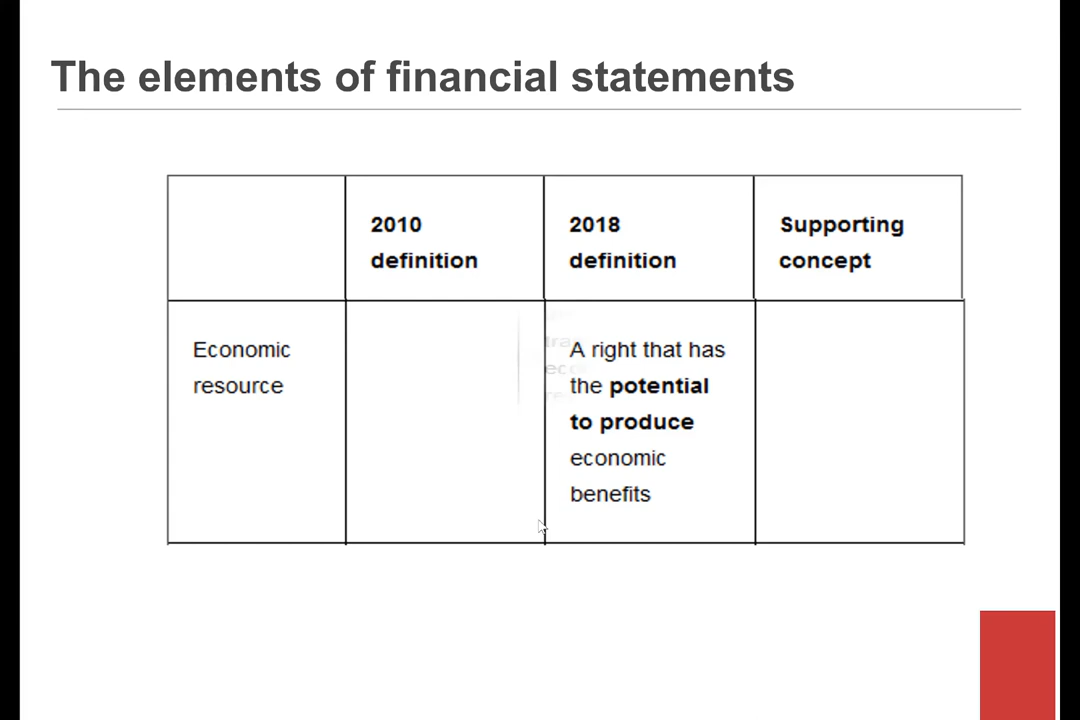 The elements of financial statements
2010
definition
2018
definition
Supporting
concept
Economic
resource
A right that has
the potential
to produce
economic
benefits